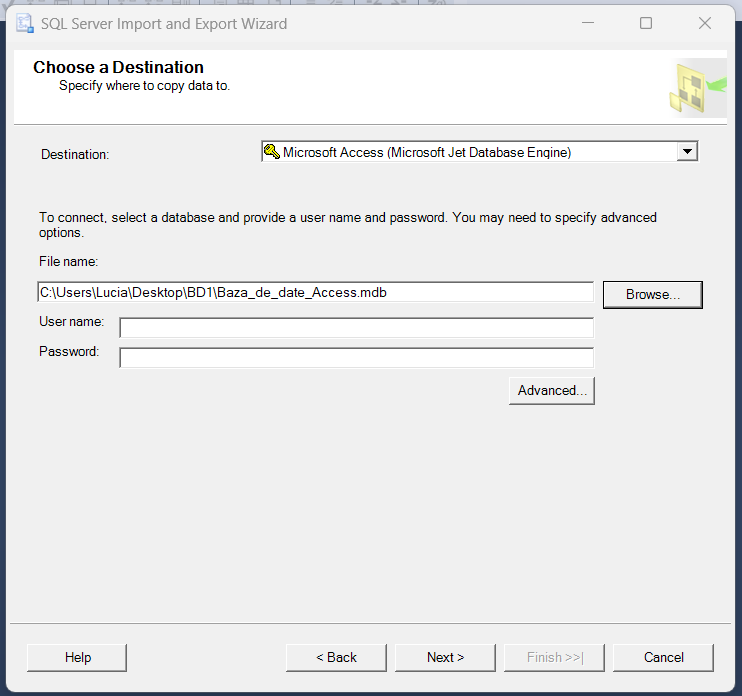 SQL Server Import and Export Wizard
Choose a Destination
Specify where to copy data to.
Destination:
Microsoft Access (Microsoft Jet Database Engine)
To connect, select a database and provide a user name and password. You may need to specify advanced
options.
File name:
C:\Users\Lucia\Desktop\BD1\Baza_de_date_Access.mdb
Browse...
User name:
Password:
Advanced...
Help
< Back
Next >
Finish >>|
Cancel